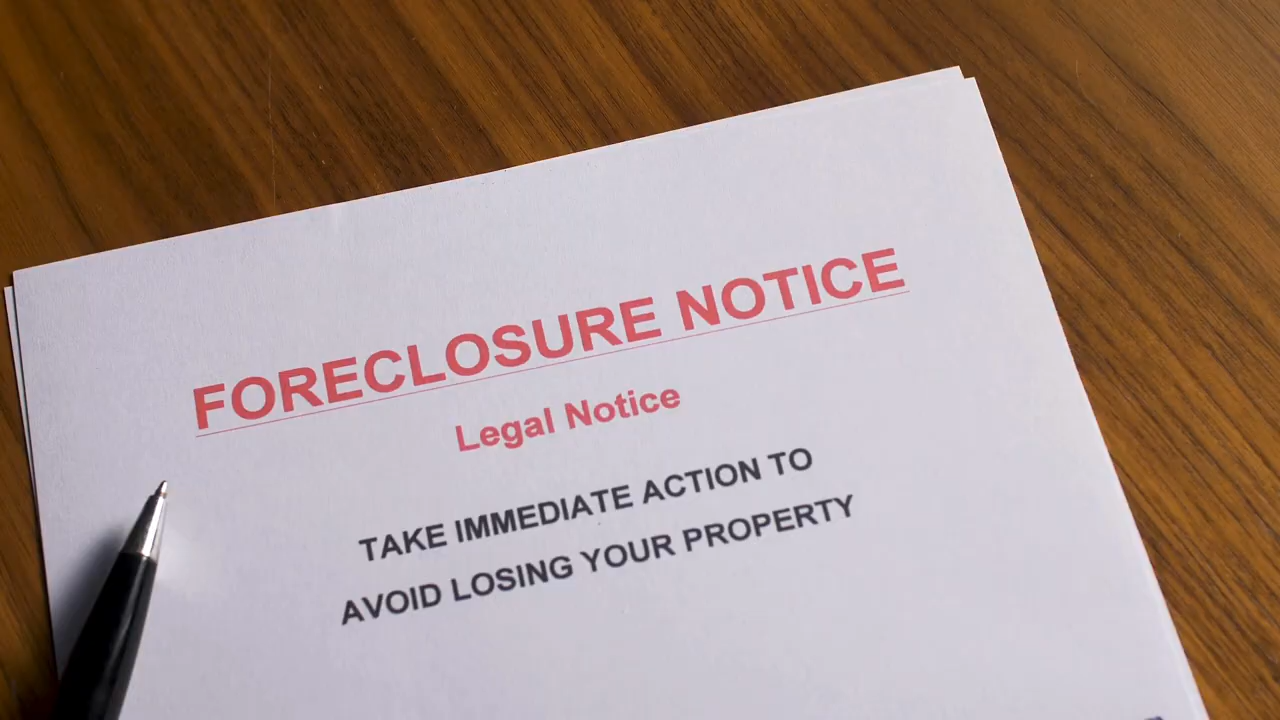 FORECLOSURE NOTICE
Legal Notice
TAKE IMMEDIATE ACTION TO
AVOID LOSING YOUR PROPERTY